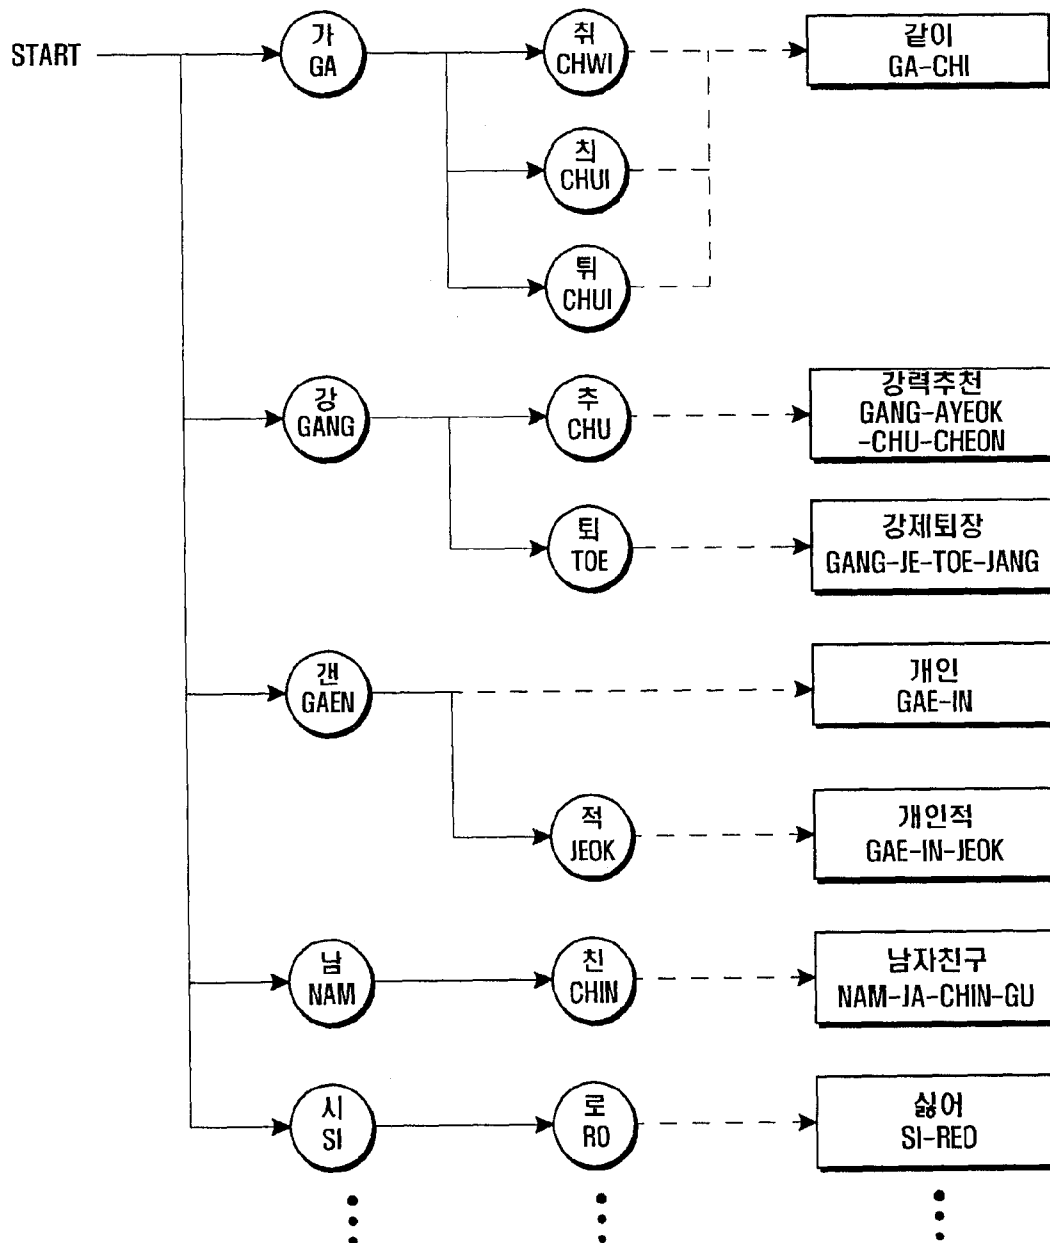 START
가
GA
취
CHWI
같이
GA-CHI
츼
CHUI
튀
CHUI
강
GANG
추
CHU
강력추천
GANG-AYEOK
-CHU-CHEON
퇴
TOE
강제퇴장
GANG-JE-TOE-JANG
갠
GAEN
개인
GAE-IN
적
JEOK
개인적
GAE-IN-JEOK
남
NAM
친
CHIN
남자친구
NAM-JA-CHIN-GU
시
SI
로
RO
싫어
SI-REO